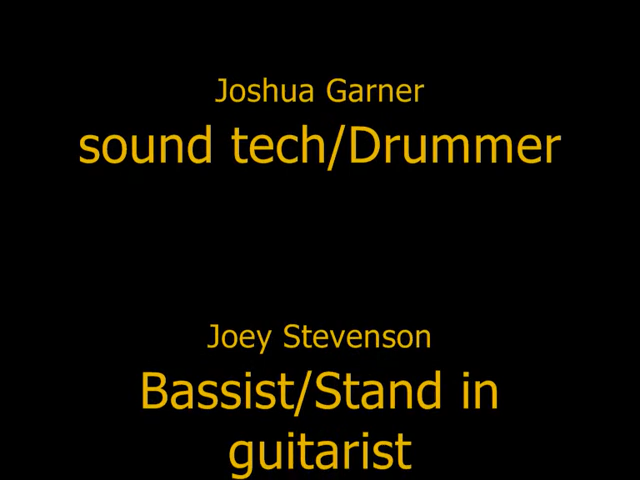 Joshua Garner
sound tech/Drummer
Joey Stevenson
Bassist/Stand in
guitarist